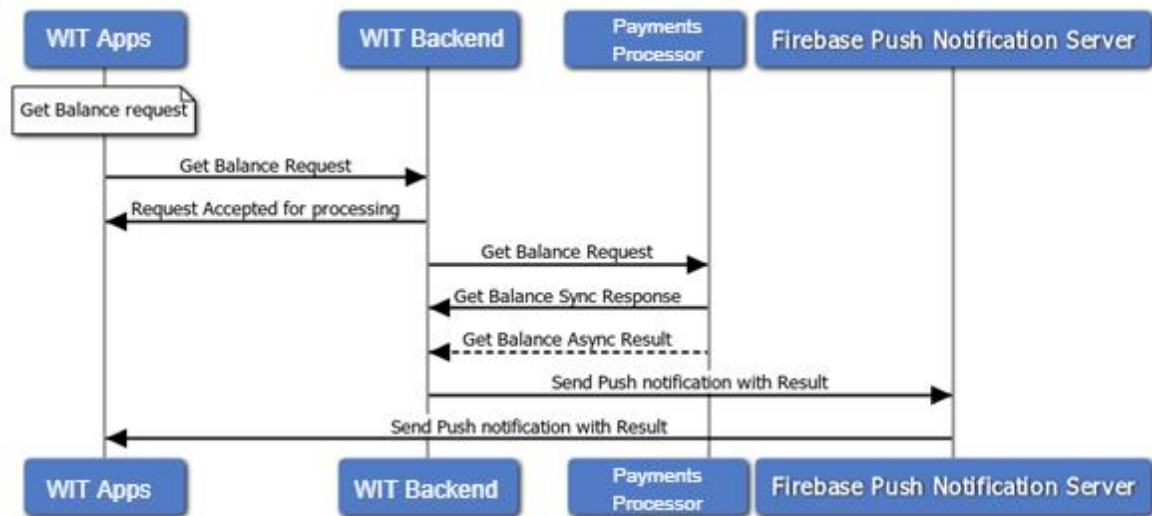 WIT Apps
WIT Backend
Payments
Processor
Firebase Push Notification Server
Get Balance request
Get Balance Request
Request Accepted for processing
Get Balance Request
Get Balance Sync Response
Get Balance Async Result
Send Push notification with Result
Send Push notification with Result
WIT Apps
WIT Backend
Payments
Processor
Firebase Push Notification Server